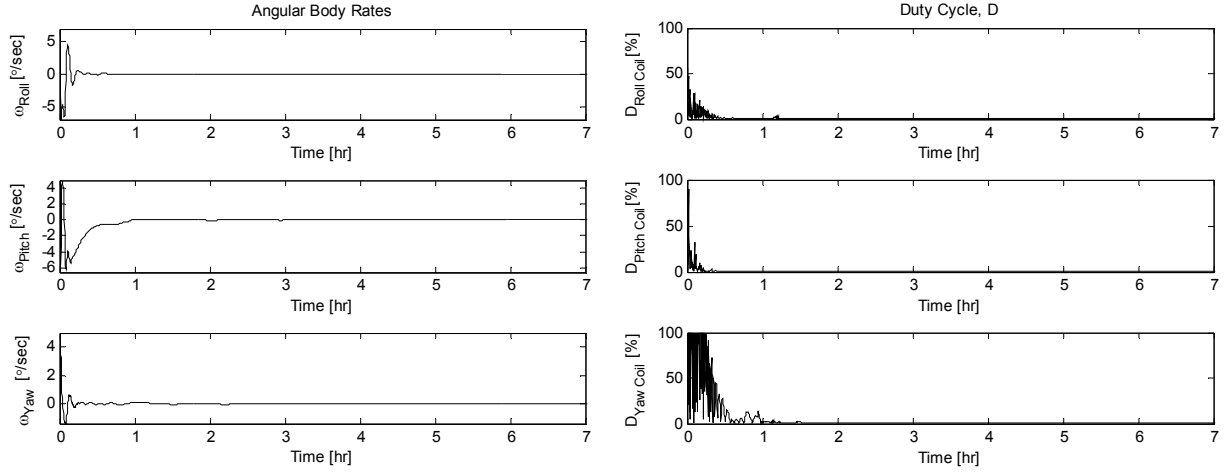 Angular Body Rates
5
0
-5
ωRoll [°/sec]
0 1 2 3 4 5 6 7
Time [hr]
4
2
0
-2
-4
-6
ωPitch [°/sec]
0 1 2 3 4 5 6 7
Time [hr]
4
2
0
ωYaw [°/sec]
0 1 2 3 4 5 6 7
Time [hr]
Duty Cycle, D
100
50
0
DRoll Coil [%]
0 1 2 3 4 5 6 7
Time [hr]
100
50
0
DPitch Coil [%]
0 1 2 3 4 5 6 7
Time [hr]
100
50
0
DYaw Coil [%]
0 1 2 3 4 5 6 7
Time [hr]